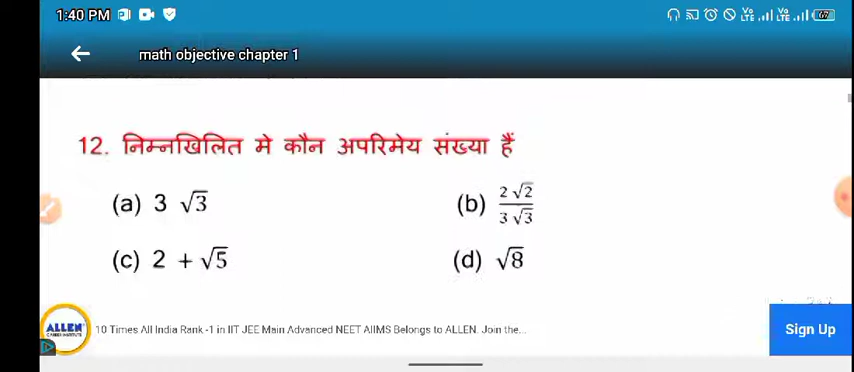 1:40 PM
67
math objective chapter 1
12. निम्नखिलित मे कौन अपरिमेय संख्या हैं
(a) 3 √3 (b) 2√2/3√3
(c) 2 + √5 (d) √8
ALLEN
10 Times All India Rank -1 in IIT JEE Main Advanced NEET AIIMS Belongs to ALLEN. Join the...
Sign Up